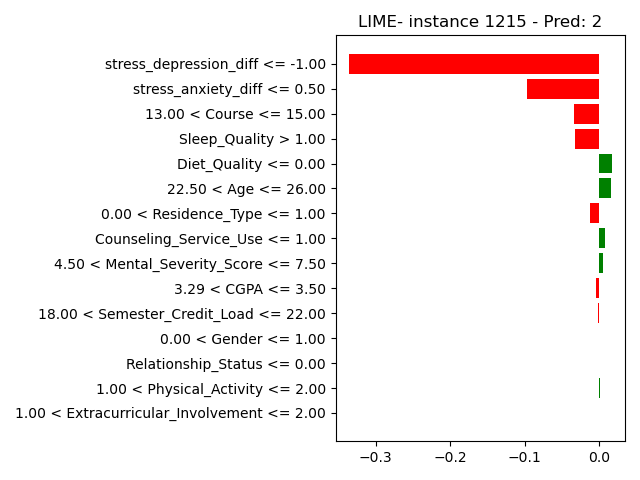 LIME- instance 1215 - Pred: 2
stress_depression_diff <= -1.00
stress_anxiety_diff <= 0.50
13.00 < Course <= 15.00
Sleep_Quality > 1.00
Diet_Quality <= 0.00
22.50 < Age <= 26.00
0.00 < Residence_Type <= 1.00
Counseling_Service_Use <= 1.00
4.50 < Mental_Severity_Score <= 7.50
3.29 < CGPA <= 3.50
18.00 < Semester_Credit_Load <= 22.00
0.00 < Gender <= 1.00
Relationship_Status <= 0.00
1.00 < Physical_Activity <= 2.00
1.00 < Extracurricular_Involvement <= 2.00
−0.3 −0.2 −0.1 0.0